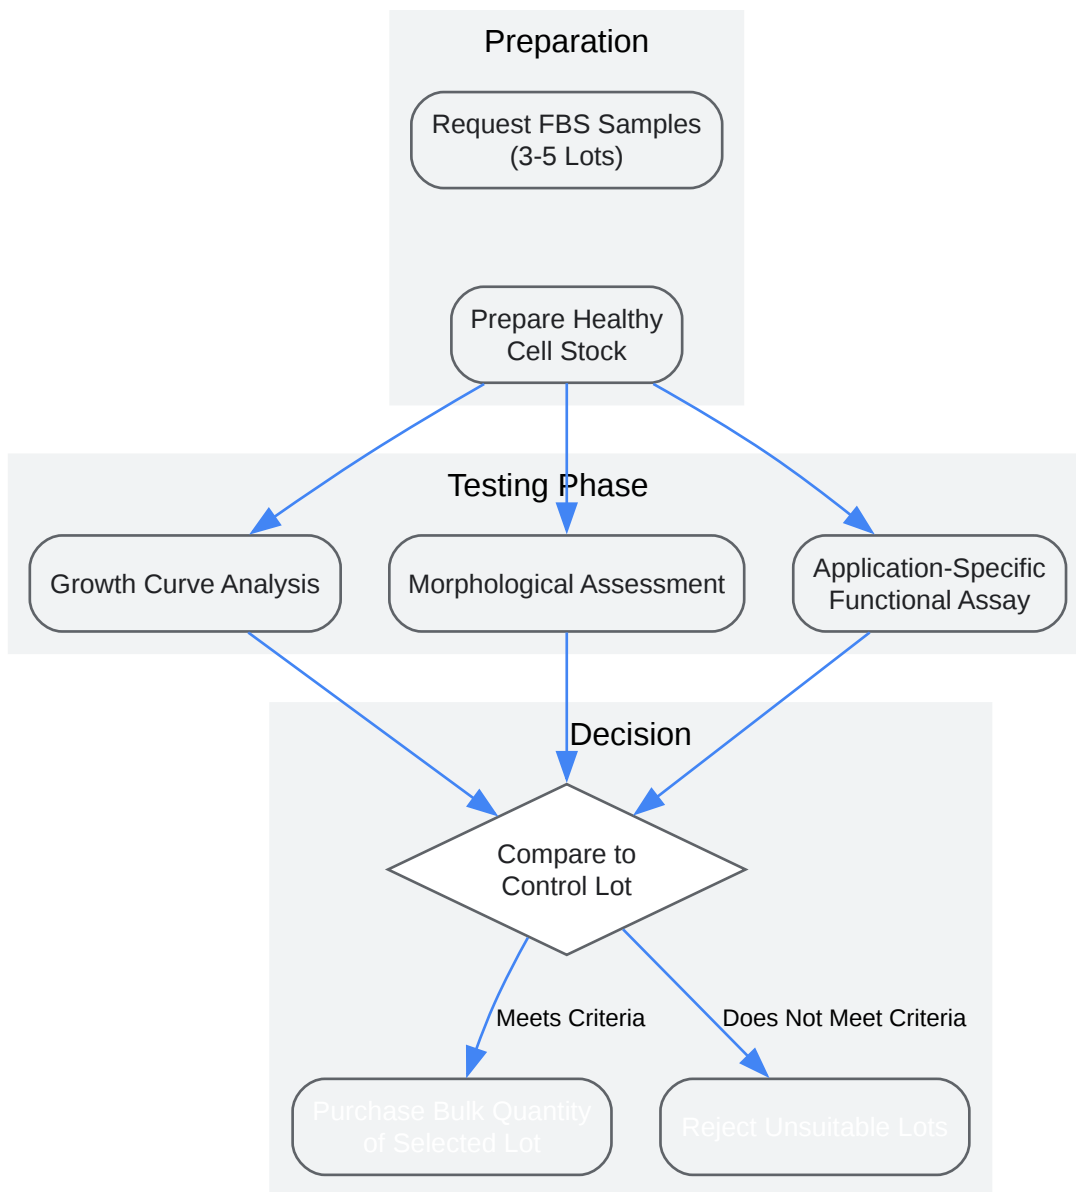 Preparation
Request FBS Samples
(3-5 Lots)
Prepare Healthy
Cell Stock
Testing Phase
Growth Curve Analysis
Morphological Assessment
Application-Specific
Functional Assay
Decision
Compare to
Control Lot
Meets Criteria
Does Not Meet Criteria
Purchase Bulk Quantity
of Selected Lot
Reject Unsuitable Lots